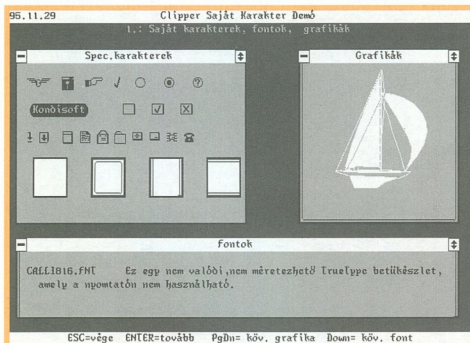 95.11.29 Clipper Saját Karakter Demó
1.: Saját karakterek, fontok, grafikák
Spec.karakterek
Grafikák
Kondisoft
fontok
CALLI816.FNT Ez egy nem valódi,nem méretezhető TrueType betűkészlet,
amely a nyomtatón nem használható.
ESC=vége ENTER=tovább PgDn= köv. grafika Down= köv. font